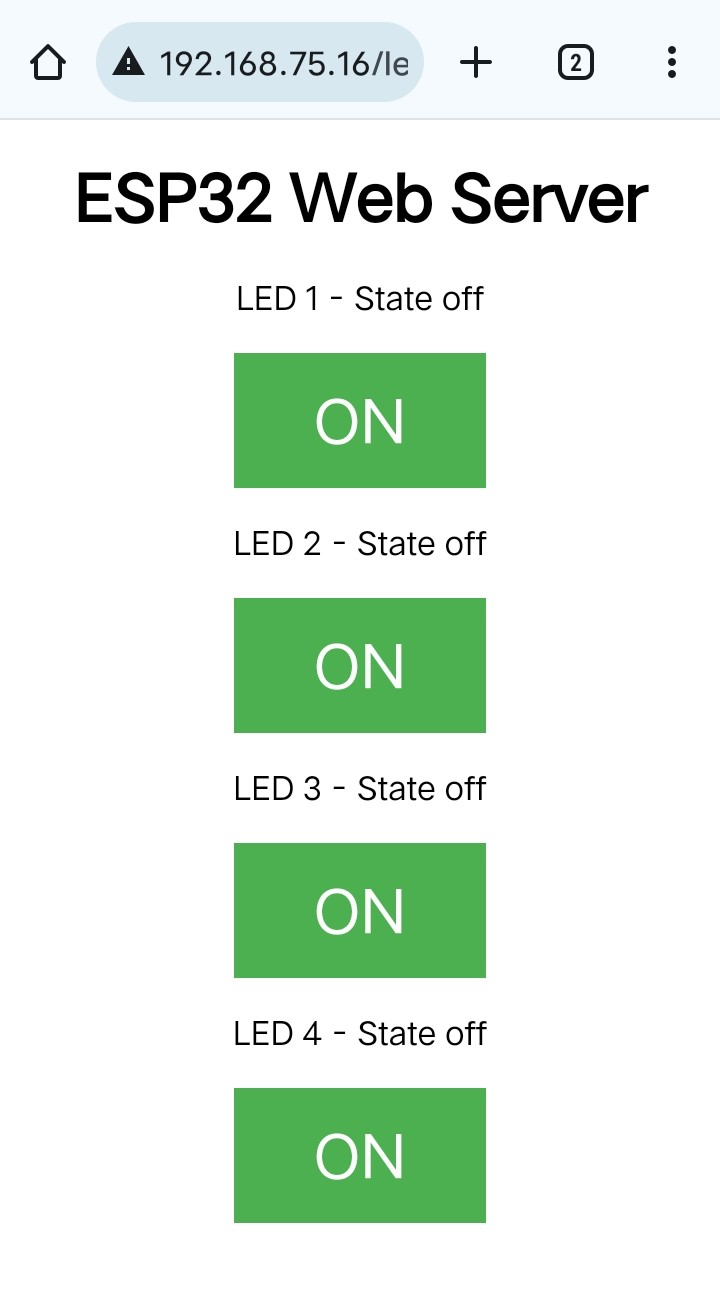 192.168.75.16/le
2
ESP32 Web Server
LED 1 - State off
ON
LED 2 - State off
ON
LED 3 - State off
ON
LED 4 - State off
ON